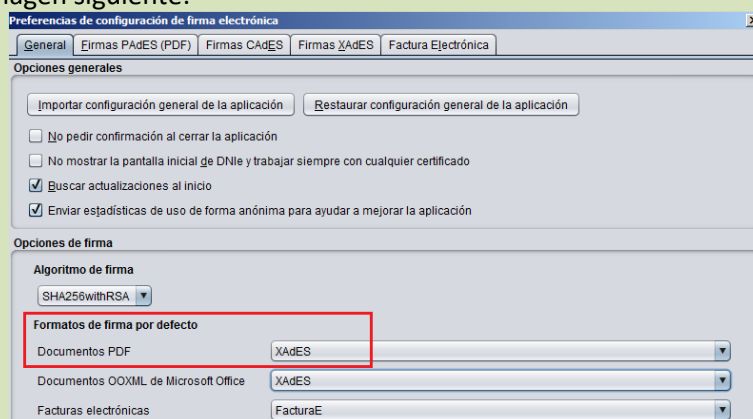 imagen siguiente:
Preferencias de configuración de firma electrónica
General Firmas PAdES (PDF) Firmas CAdES Firmas XAdES Factura Electrónica
Opciones generales
Importar configuración general de la aplicación Restaurar configuración general de la aplicación
No pedir confirmación al cerrar la aplicación
No mostrar la pantalla inicial de DNIe y trabajar siempre con cualquier certificado
Buscar actualizaciones al inicio
Enviar estadísticas de uso de forma anónima para ayudar a mejorar la aplicación
Opciones de firma
Algoritmo de firma
SHA256withRSA
Formatos de firma por defecto
Documentos PDF XAdES
Documentos OOXML de Microsoft Office XAdES
Facturas electrónicas FacturaE